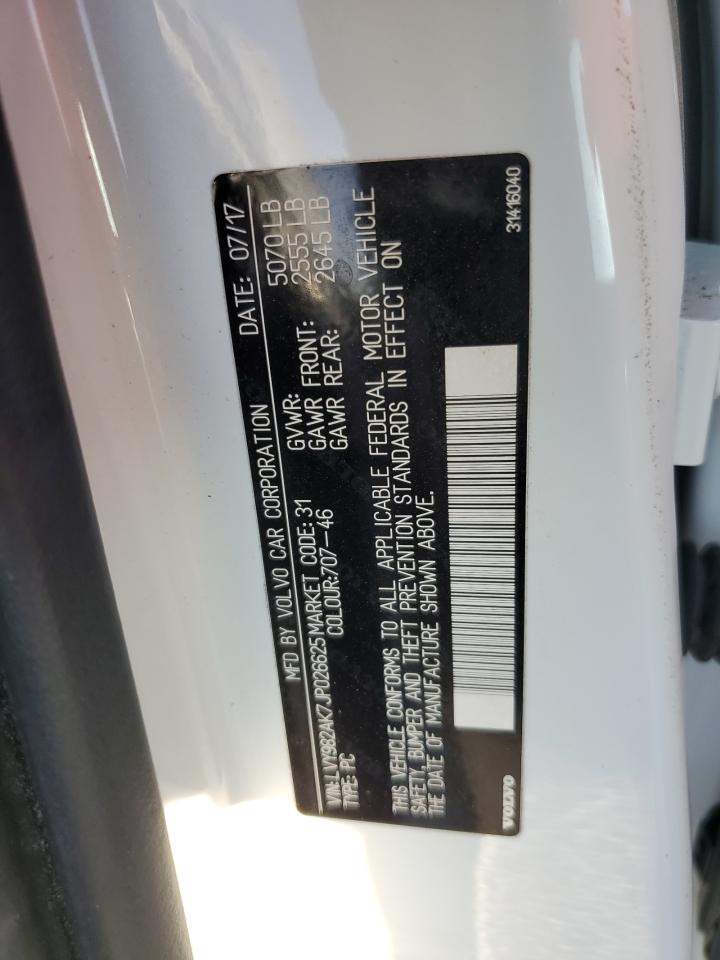 MFD BY VOLVO CAR CORPORATION DATE: 07/17
VIN: LVY982AK7JP026625 MARKET CODE: 31 GVWR: 5070 LB
TYPE: PC COLOUR: 707-46 GAWR FRONT: 2555 LB
GAWR REAR: 2645 LB
THIS VEHICLE CONFORMS TO ALL APPLICABLE FEDERAL MOTOR VEHICLE
SAFETY, BUMPER AND THEFT PREVENTION STANDARDS IN EFFECT ON
THE DATE OF MANUFACTURE SHOWN ABOVE.
VOLVO 31416040